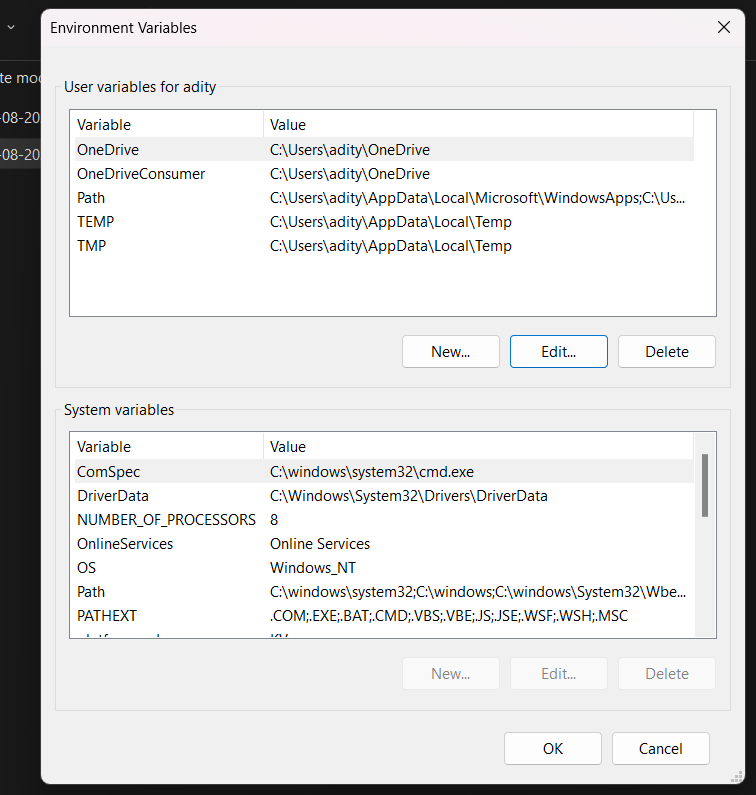 Environment Variables
te mod
-08-20
-08-20
User variables for adity
Variable Value
OneDrive C:\Users\adity\OneDrive
OneDriveConsumer C:\Users\adity\OneDrive
Path C:\Users\adity\AppData\Local\Microsoft\WindowsApps;C:\Us...
TEMP C:\Users\adity\AppData\Local\Temp
TMP C:\Users\adity\AppData\Local\Temp
New... Edit... Delete
System variables
Variable Value
ComSpec C:\windows\system32\cmd.exe
DriverData C:\Windows\System32\Drivers\DriverData
NUMBER_OF_PROCESSORS 8
OnlineServices Online Services
OS Windows_NT
Path C:\windows\system32;C:\windows;C:\windows\System32\Wbe...
PATHEXT .COM;.EXE;.BAT;.CMD;.VBS;.VBE;.JS;.JSE;.WSF;.WSH;.MSC
New... Edit... Delete
OK Cancel